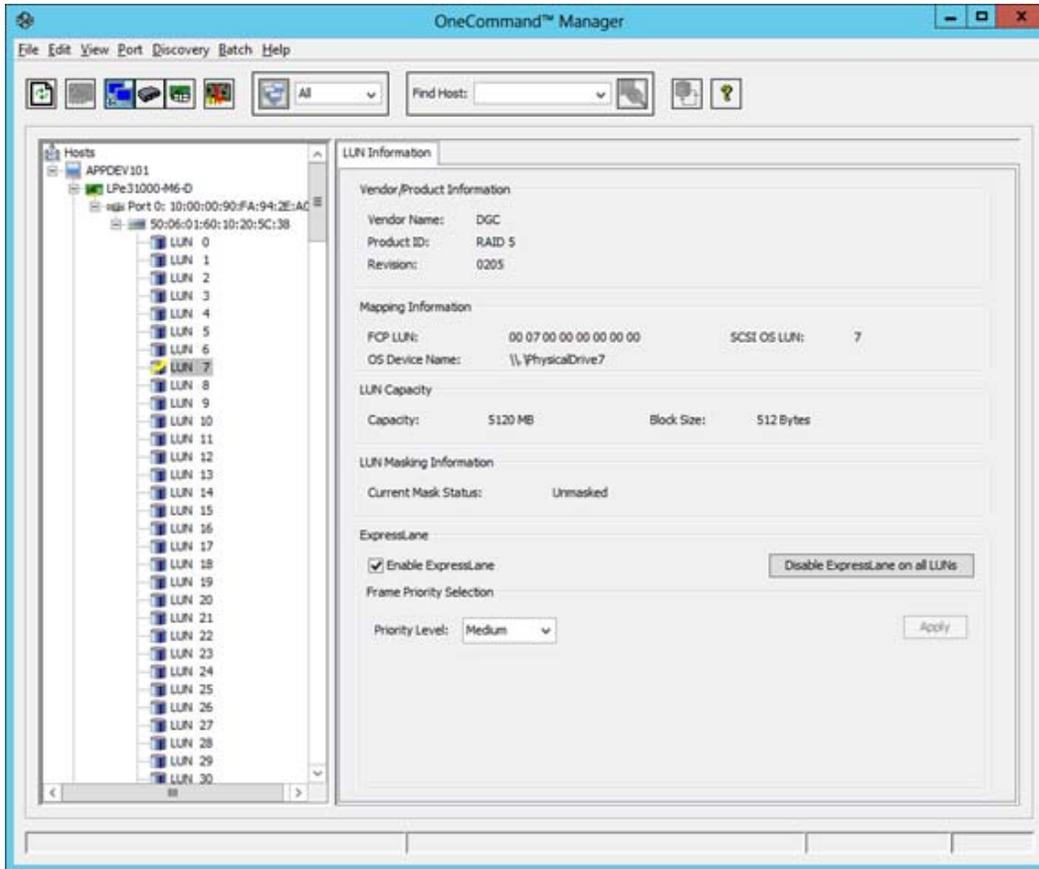 OneCommand™ Manager
File Edit View Port Discovery Batch Help
All
Find Host:
Hosts
APPDEV101
LPe31000-M6-D
Port 0: 10:00:00:90:FA:94:2E:AC
50:06:01:60:10:20:5C:38
LUN 0
LUN 1
LUN 2
LUN 3
LUN 4
LUN 5
LUN 6
LUN 7
LUN 8
LUN 9
LUN 10
LUN 11
LUN 12
LUN 13
LUN 14
LUN 15
LUN 16
LUN 17
LUN 18
LUN 19
LUN 20
LUN 21
LUN 22
LUN 23
LUN 24
LUN 25
LUN 26
LUN 27
LUN 28
LUN 29
LUN 30
LUN Information
Vendor/Product Information
Vendor Name: DGC
Product ID: RAID 5
Revision: 0205
Mapping Information
FCP LUN: 00 07 00 00 00 00 00 00 SCSI OS LUN: 7
OS Device Name: \\.\PhysicalDrive7
LUN Capacity
Capacity: 5120 MB Block Size: 512 Bytes
LUN Masking Information
Current Mask Status: Unmasked
ExpressLane
Enable ExpressLane Disable ExpressLane on all LUNs
Frame Priority Selection
Priority Level: Medium Apply